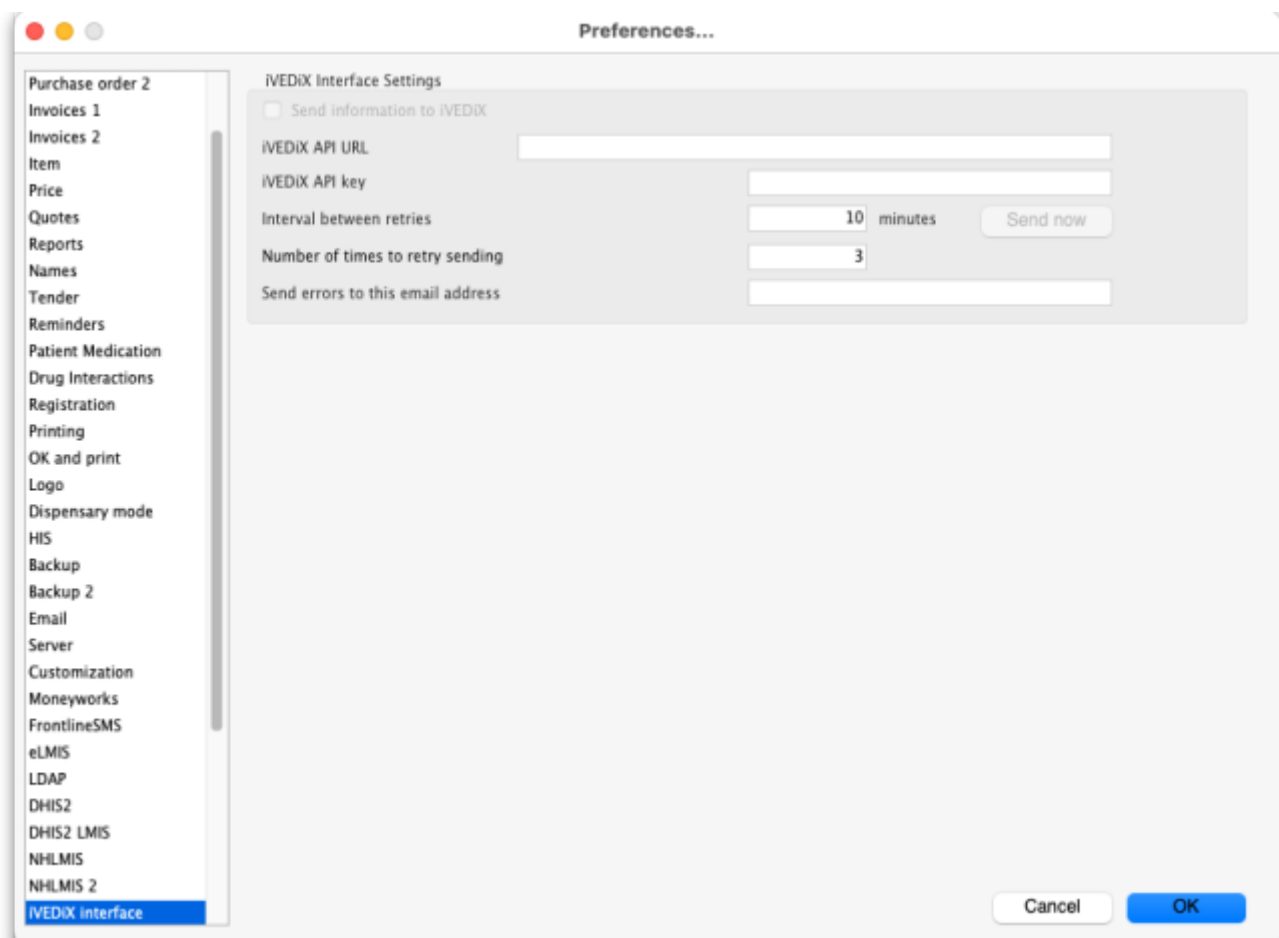 Preferences...
Purchase order 2
Invoices 1
Invoices 2
Item
Price
Quotes
Reports
Names
Tender
Reminders
Patient Medication
Drug Interactions
Registration
Printing
OK and print
Logo
Dispensary mode
HIS
Backup
Backup 2
Email
Server
Customization
Moneyworks
FrontlineSMS
eLMIS
LDAP
DHIS2
DHIS2 LMIS
NHLMIS
NHLMIS 2
iVEDiX interface
iVEDiX Interface Settings
Send information to iVEDiX
iVEDiX API URL
iVEDiX API key
Interval between retries 10 minutes Send now
Number of times to retry sending 3
Send errors to this email address
Cancel OK